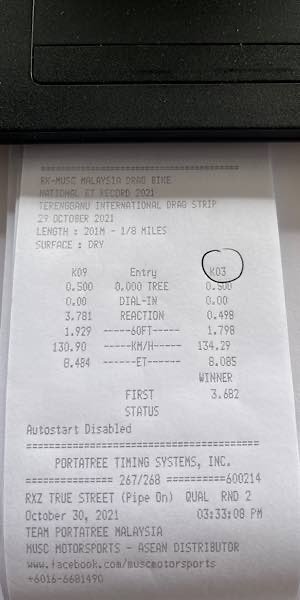 =====================================
RX-MUSC MALAYSIA DRAG BIKE
NATIONAL ET RECORD 2021
TERENGGANU INTERNATIONAL DRAG STRIP
29 OCTOBER 2021
LENGTH : 201M - 1/8 MILES
SURFACE : DRY
K09 Entry K03
0.500 0.000 TREE 0.500
0.00 DIAL-IN 0.00
3.781 REACTION 0.498
1.929 -----60FT----- 1.798
130.90 -----KM/H----- 134.29
8.484 ------ET------ 8.085
WINNER
FIRST 3.682
STATUS
Autostart Disabled
=====================================
PORTATREE TIMING SYSTEMS, INC.
============== 267/268 ==========600214
RXZ TRUE STREET (Pipe On) QUAL RND 2
October 30, 2021 03:33:08 PM
TEAM PORTATREE MALAYSIA
MUSC MOTORSPORTS - ASEAN DISTRIBUTOR
www.facebook.com/muscmotorsports
+6016-6681490